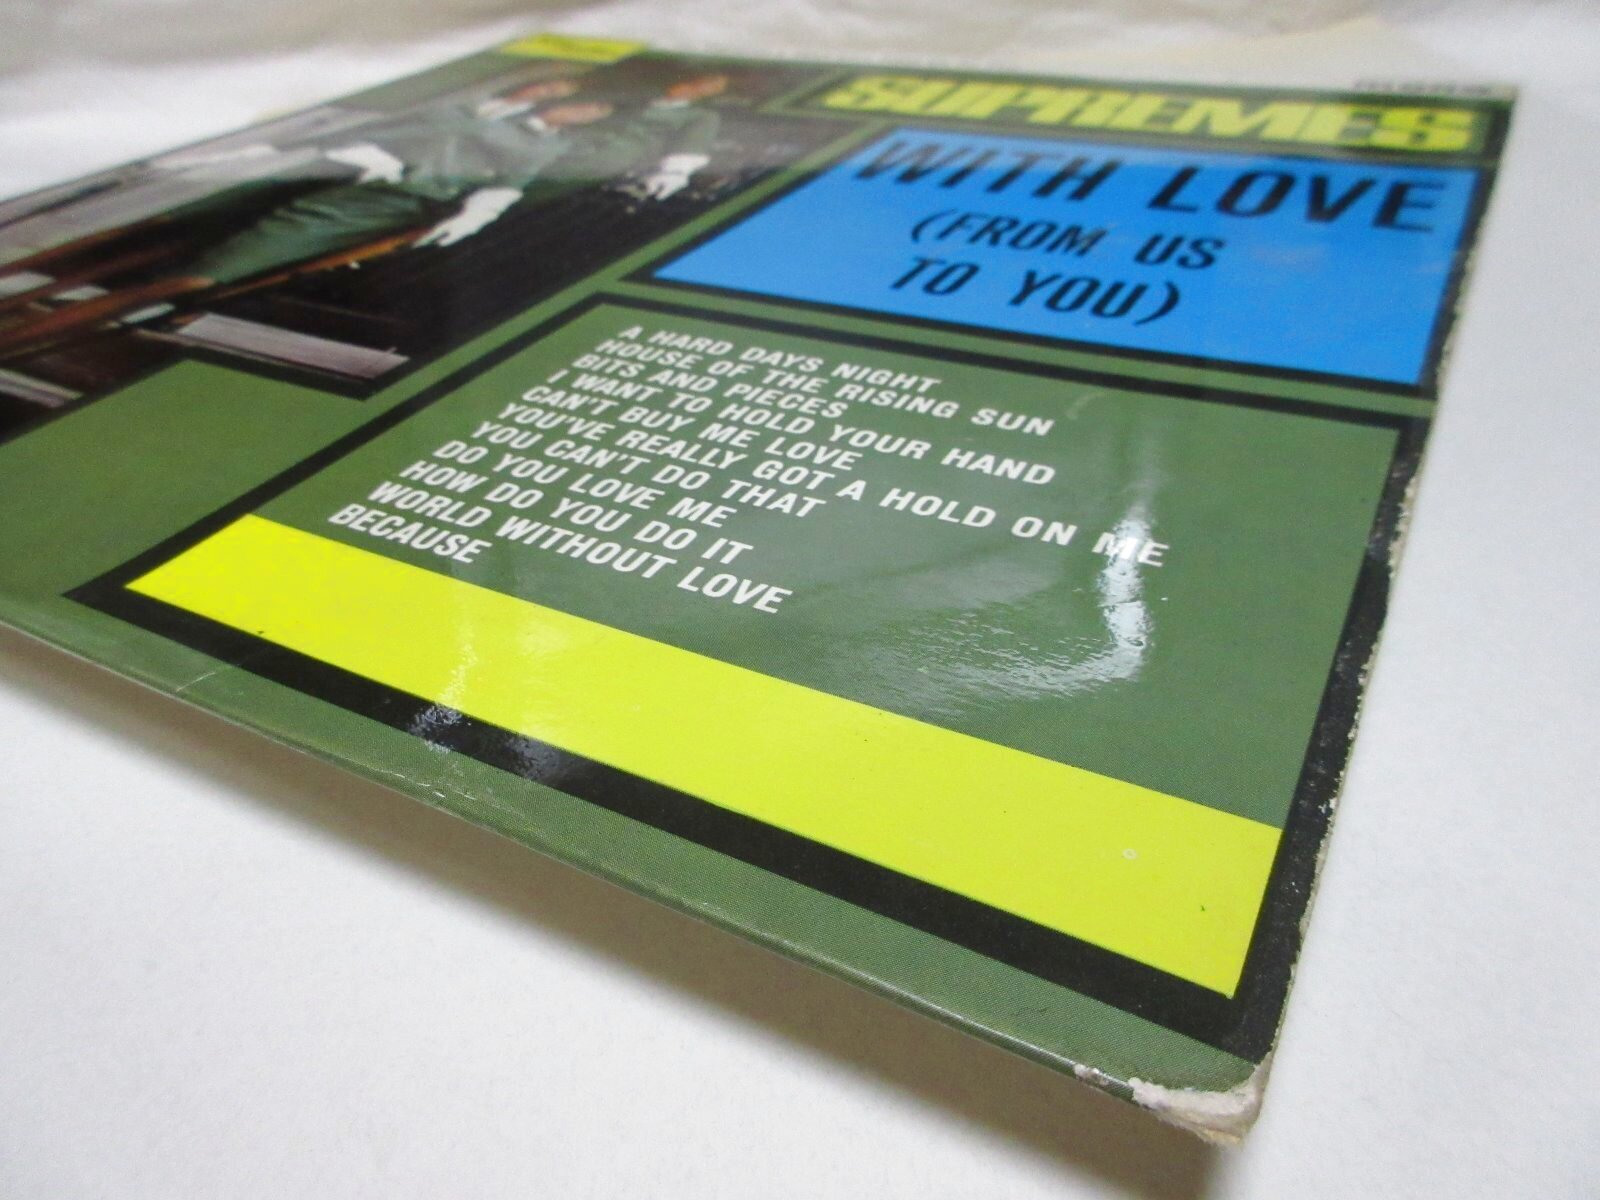 SUPREMES
WITH LOVE
(FROM US
TO YOU)
A HARD DAYS NIGHT
HOUSE OF THE RISING SUN
BITS AND PIECES
I WANT TO HOLD YOUR HAND
CAN'T BUY ME LOVE
YOU'VE REALLY GOT A HOLD ON ME
YOU CAN'T DO THAT
DO YOU LOVE ME
HOW DO YOU DO IT
WORLD WITHOUT LOVE
BECAUSE